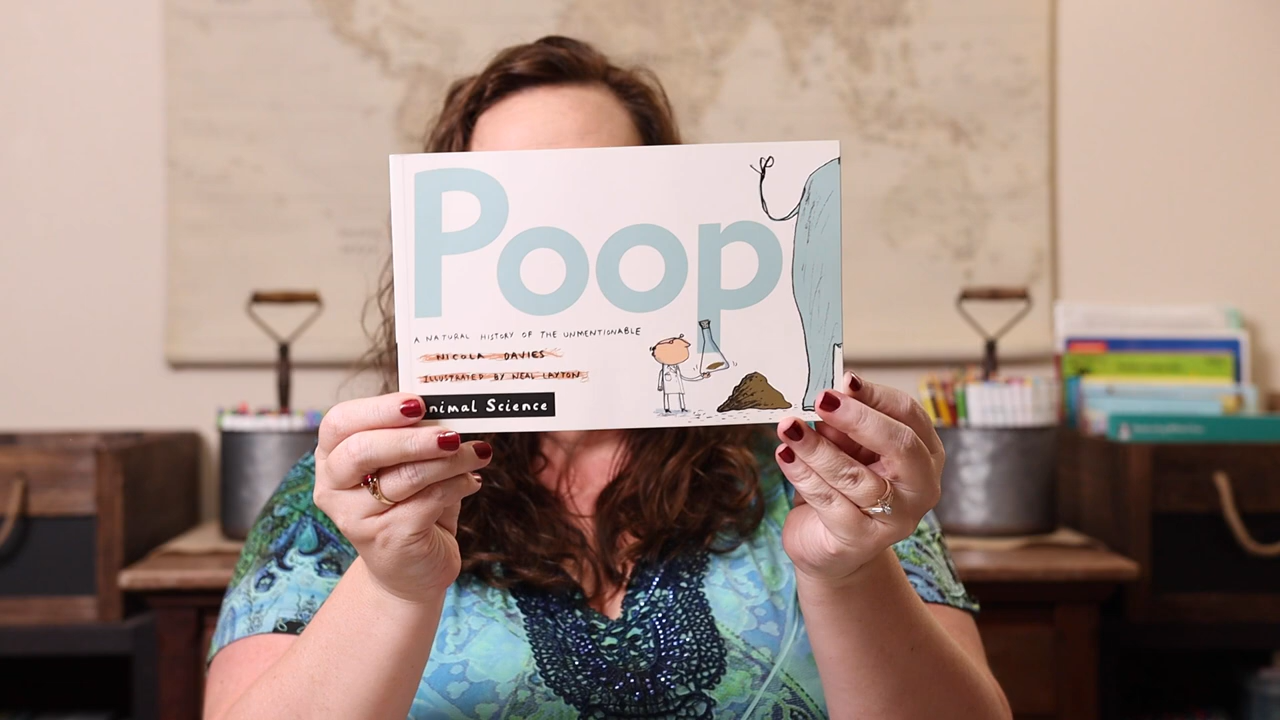 Poop
A NATURAL HISTORY OF THE UNMENTIONABLE
NICOLA DAVIES
ILLUSTRATED BY NEAL LAYTON
nimal Science